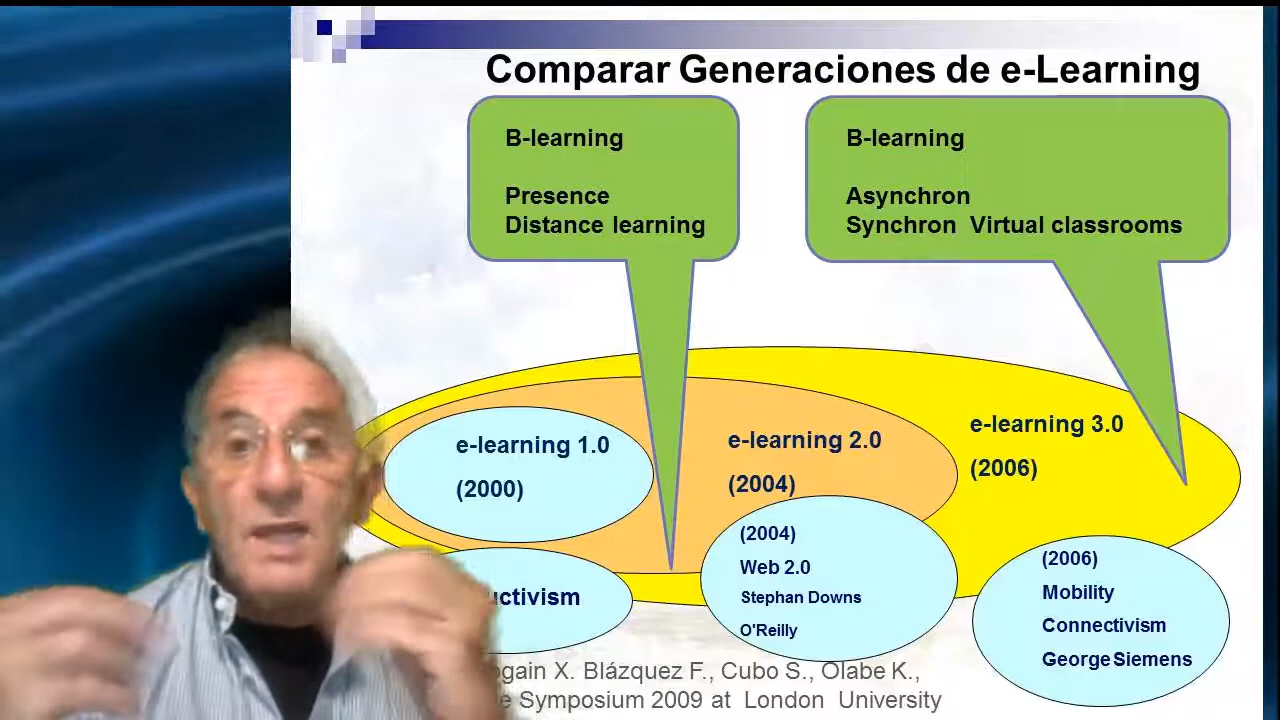 Comparar Generaciones de e-Learning
B-learning
Presence
Distance learning
B-learning
Asynchron
Synchron Virtual classrooms
e-learning 1.0
(2000)
e-learning 2.0
(2004)
e-learning 3.0
(2006)
(2004)
Web 2.0
Stephan Downs
O'Reilly
(2006)
Mobility
Connectivism
George Siemens
X. Blázquez F., Cubo S., Olabe K.,
Symposium 2009 at London University